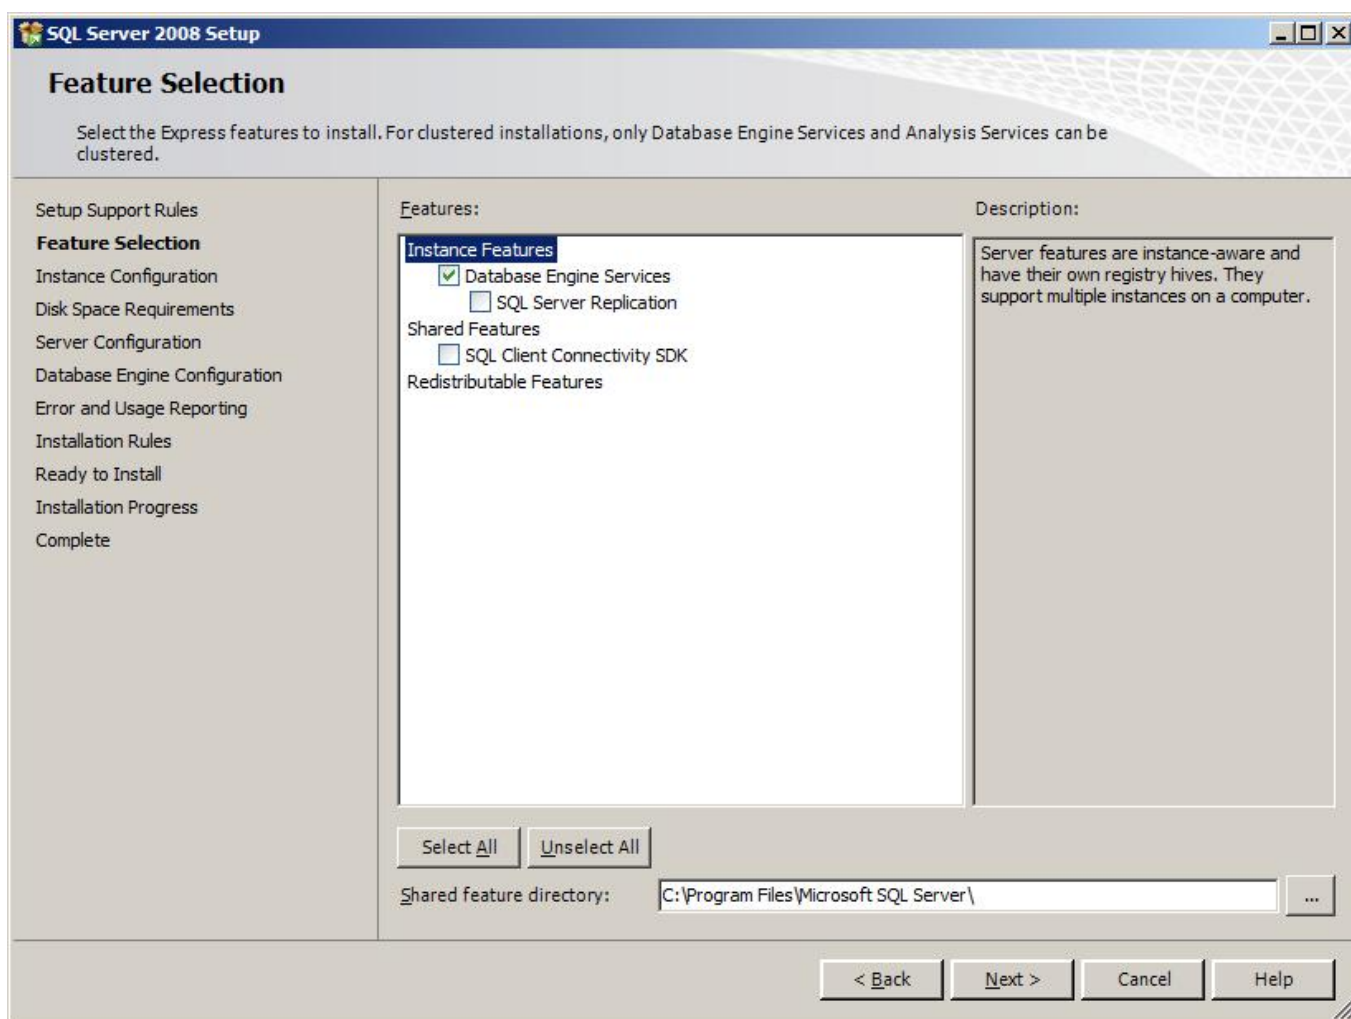 SQL Server 2008 Setup
Feature Selection
Select the Express features to install. For clustered installations, only Database Engine Services and Analysis Services can be
clustered.
Setup Support Rules
Feature Selection
Instance Configuration
Disk Space Requirements
Server Configuration
Database Engine Configuration
Error and Usage Reporting
Installation Rules
Ready to Install
Installation Progress
Complete
Features:
Instance Features
Database Engine Services
SQL Server Replication
Shared Features
SQL Client Connectivity SDK
Redistributable Features
Description:
Server features are instance-aware and
have their own registry hives. They
support multiple instances on a computer.
Select All
Unselect All
Shared feature directory:
C:\Program Files\Microsoft SQL Server\
...
< Back
Next >
Cancel
Help